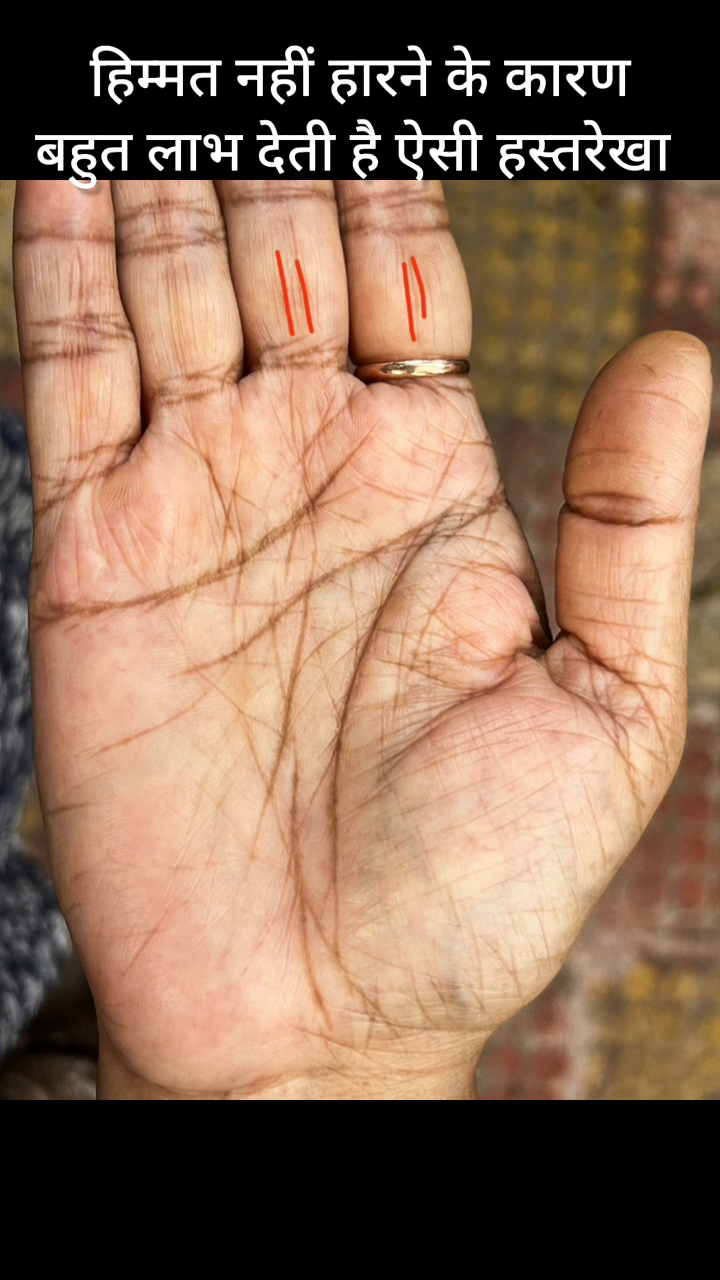 हिम्मत नहीं हारने के कारण
बहुत लाभ देती है ऐसी हस्तरेखा